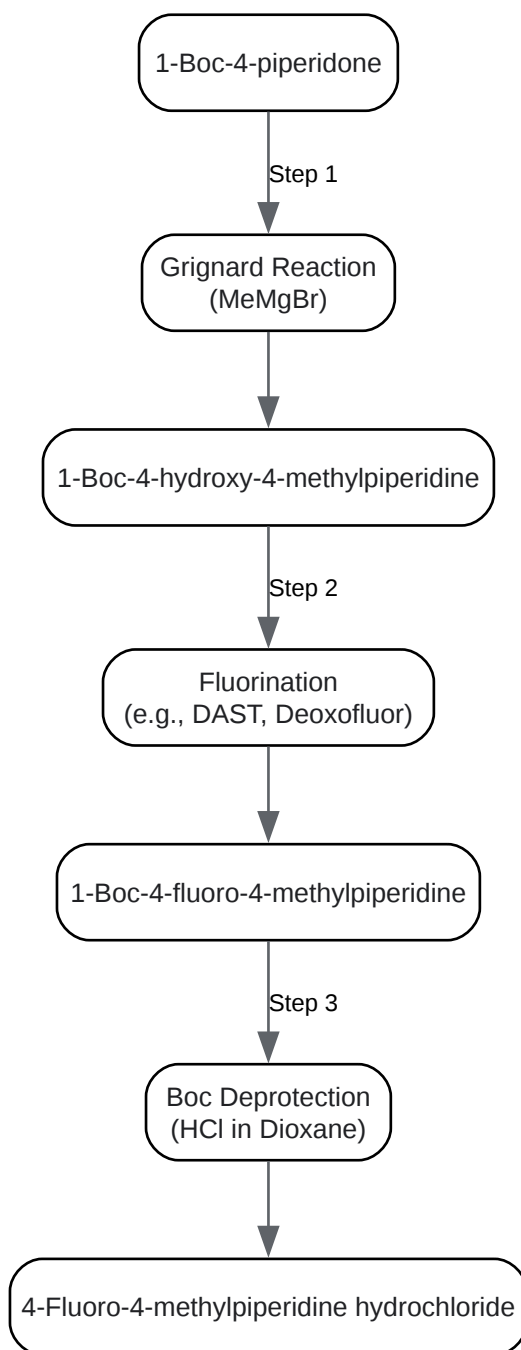 1-Boc-4-piperidone
Step 1
Grignard Reaction
(MeMgBr)
1-Boc-4-hydroxy-4-methylpiperidine
Step 2
Fluorination
(e.g., DAST, Deoxofluor)
1-Boc-4-fluoro-4-methylpiperidine
Step 3
Boc Deprotection
(HCl in Dioxane)
4-Fluoro-4-methylpiperidine hydrochloride